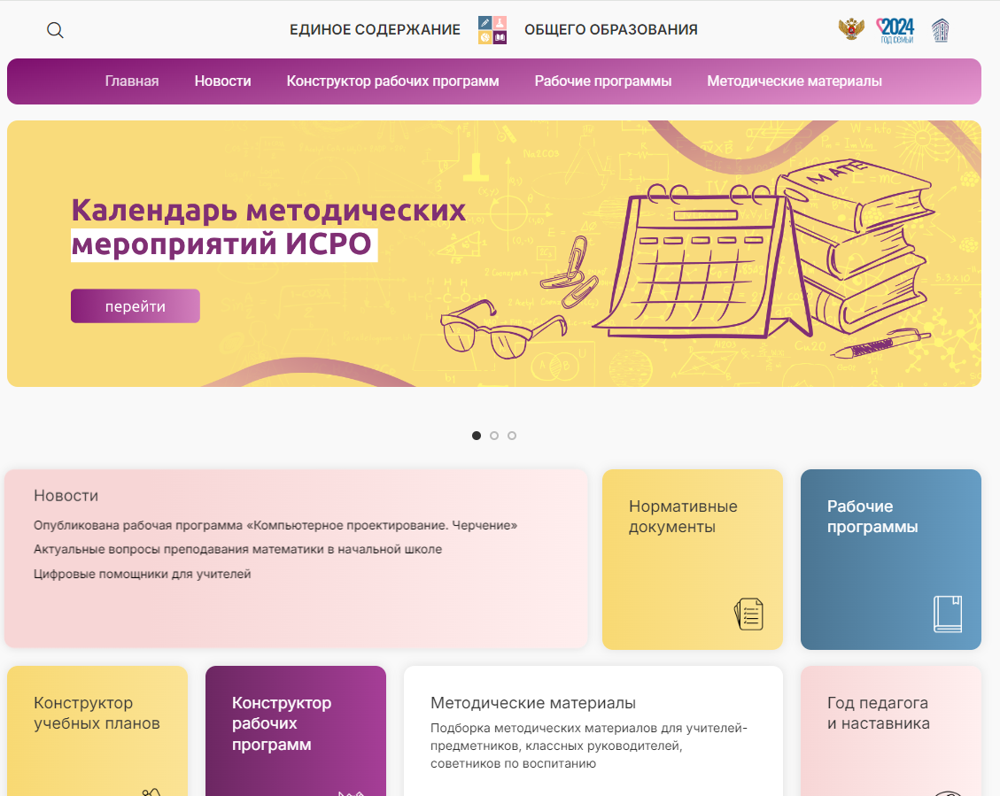 ЕДИНОЕ СОДЕРЖАНИЕ ОБЩЕГО ОБРАЗОВАНИЯ
2024
ГОД СЕМЬИ
Главная Новости Конструктор рабочих программ Рабочие программы Методические материалы
Календарь методических
мероприятий ИСРО
перейти
МАТЕ
Новости
Опубликована рабочая программа «Компьютерное проектирование. Черчение»
Актуальные вопросы преподавания математики в начальной школе
Цифровые помощники для учителей
Нормативные
документы
Рабочие
программы
Конструктор
учебных планов
Конструктор
рабочих
программ
Методические материалы
Подборка методических материалов для учителей-
предметников, классных руководителей,
советников по воспитанию
Год педагога
и наставника